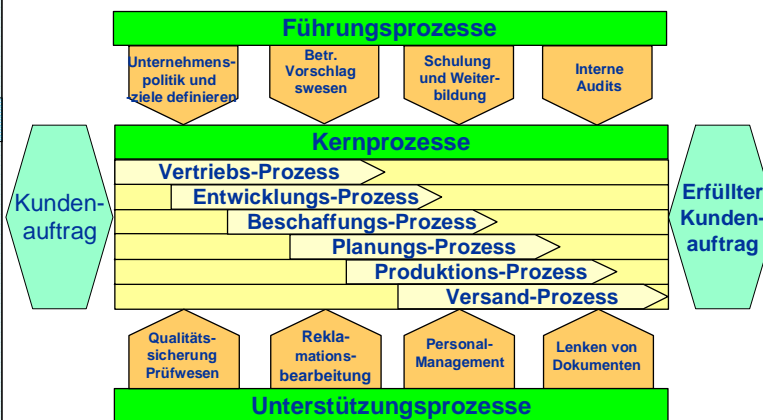 Führungsprozesse
Unternehmens-
politik und
-ziele definieren
Betr.
Vorschlag
swesen
Schulung
und Weiter-
bildung
Interne
Audits
Kernprozesse
Kunden-
auftrag
Vertriebs-Prozess
Entwicklungs-Prozess
Beschaffungs-Prozess
Planungs-Prozess
Produktions-Prozess
Versand-Prozess
Erfüllter
Kunden-
auftrag
Qualitäts-
sicherung
Prüfwesen
Rekla-
mations-
bearbeitung
Personal-
Management
Lenken von
Dokumenten
Unterstützungsprozesse